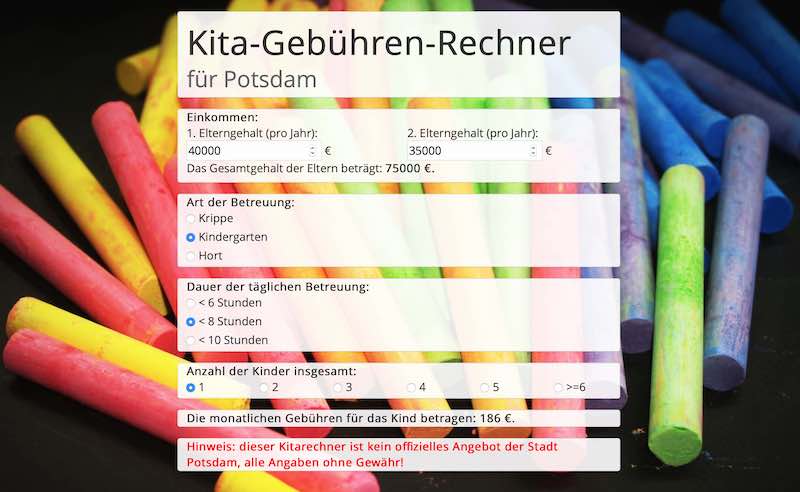 Kita-Gebühren-Rechner
für Potsdam
Einkommen:
1. Elterngehalt (pro Jahr): 2. Elterngehalt (pro Jahr):
40000 € 35000 €
Das Gesamtgehalt der Eltern beträgt: 75000 €.
Art der Betreuung:
Krippe
Kindergarten
Hort
Dauer der täglichen Betreuung:
< 6 Stunden
< 8 Stunden
< 10 Stunden
Anzahl der Kinder insgesamt:
1 2 3 4 5 >=6
Die monatlichen Gebühren für das Kind betragen: 186 €.
Hinweis: dieser Kitarechner ist kein offizielles Angebot der Stadt
Potsdam, alle Angaben ohne Gewähr!